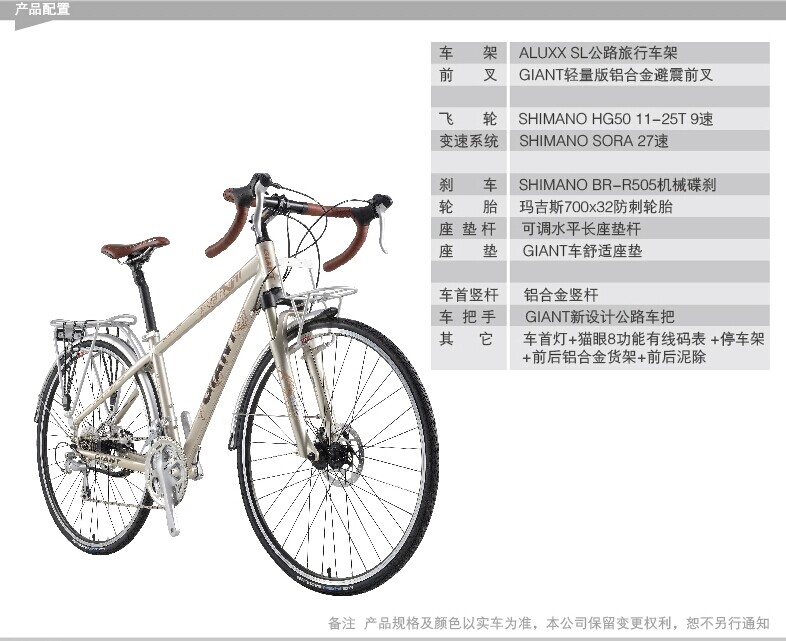 产品配置
车 架 ALUXX SL公路旅行车架
前 叉 GIANT轻量版铝合金避震前叉
飞 轮 SHIMANO HG50 11-25T 9速
变速系统 SHIMANO SORA 27速
刹 车 SHIMANO BR-R505机械碟刹
轮 胎 玛吉斯700x32防刺轮胎
座 垫 杆 可调水平长座垫杆
座 垫 GIANT车舒适座垫
车首竖杆 铝合金竖杆
车 把 手 GIANT新设计公路车把
其 它 车首灯+猫眼8功能有线码表 +停车架
+前后铝合金货架+前后泥除
GIANT
GIANT
备注 产品规格及颜色以实车为准，本公司保留变更权利，恕不另行通知